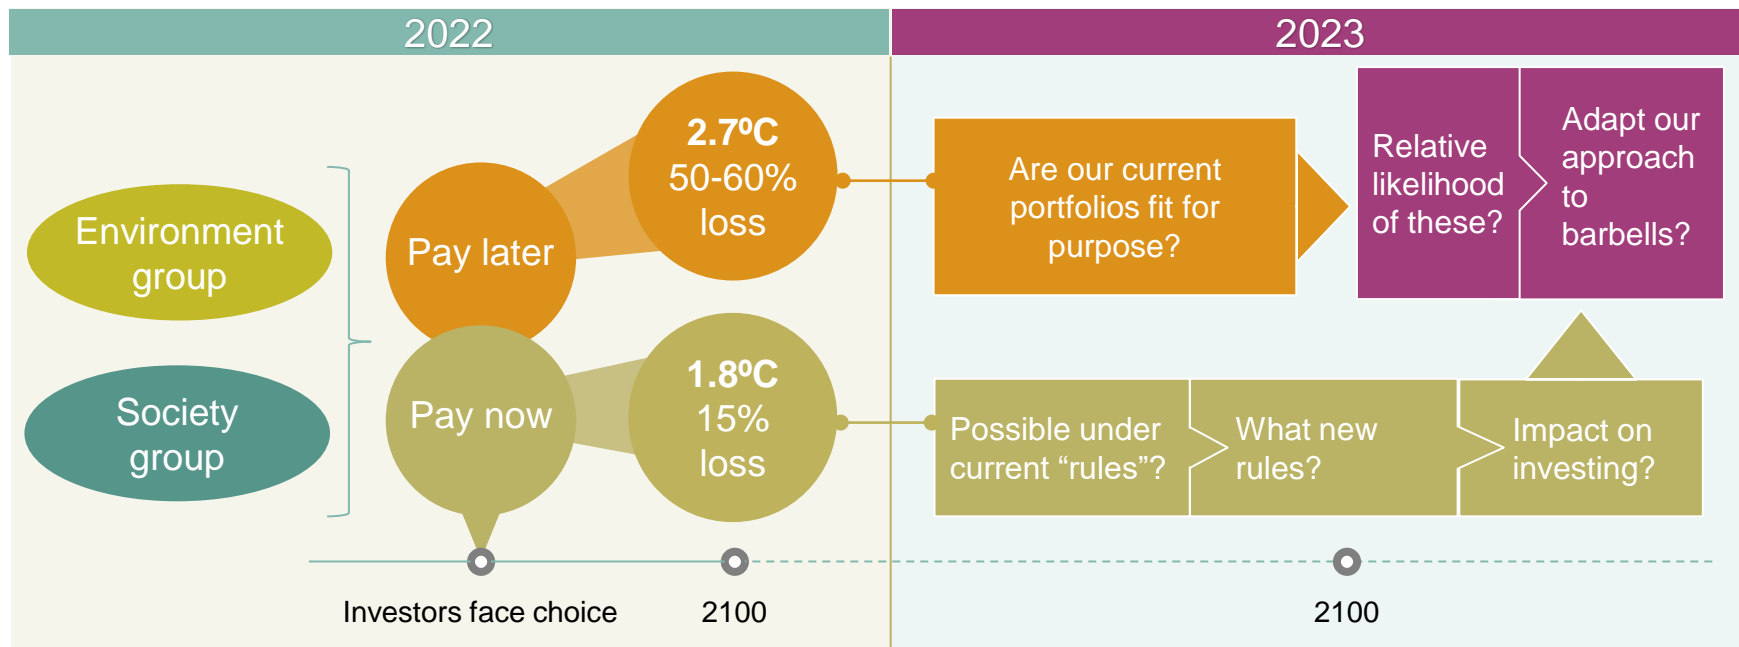 2022
2023
Environment
group
Society
group
Pay later
Pay now
2.7ºC
50-60%
loss
1.8ºC
15%
loss
Investors face choice
2100
Are our current
portfolios fit for
purpose?
Relative
likelihood
of these?
Adapt our
approach
to
barbells?
Possible under
current “rules”?
What new
rules?
Impact on
investing?
2100